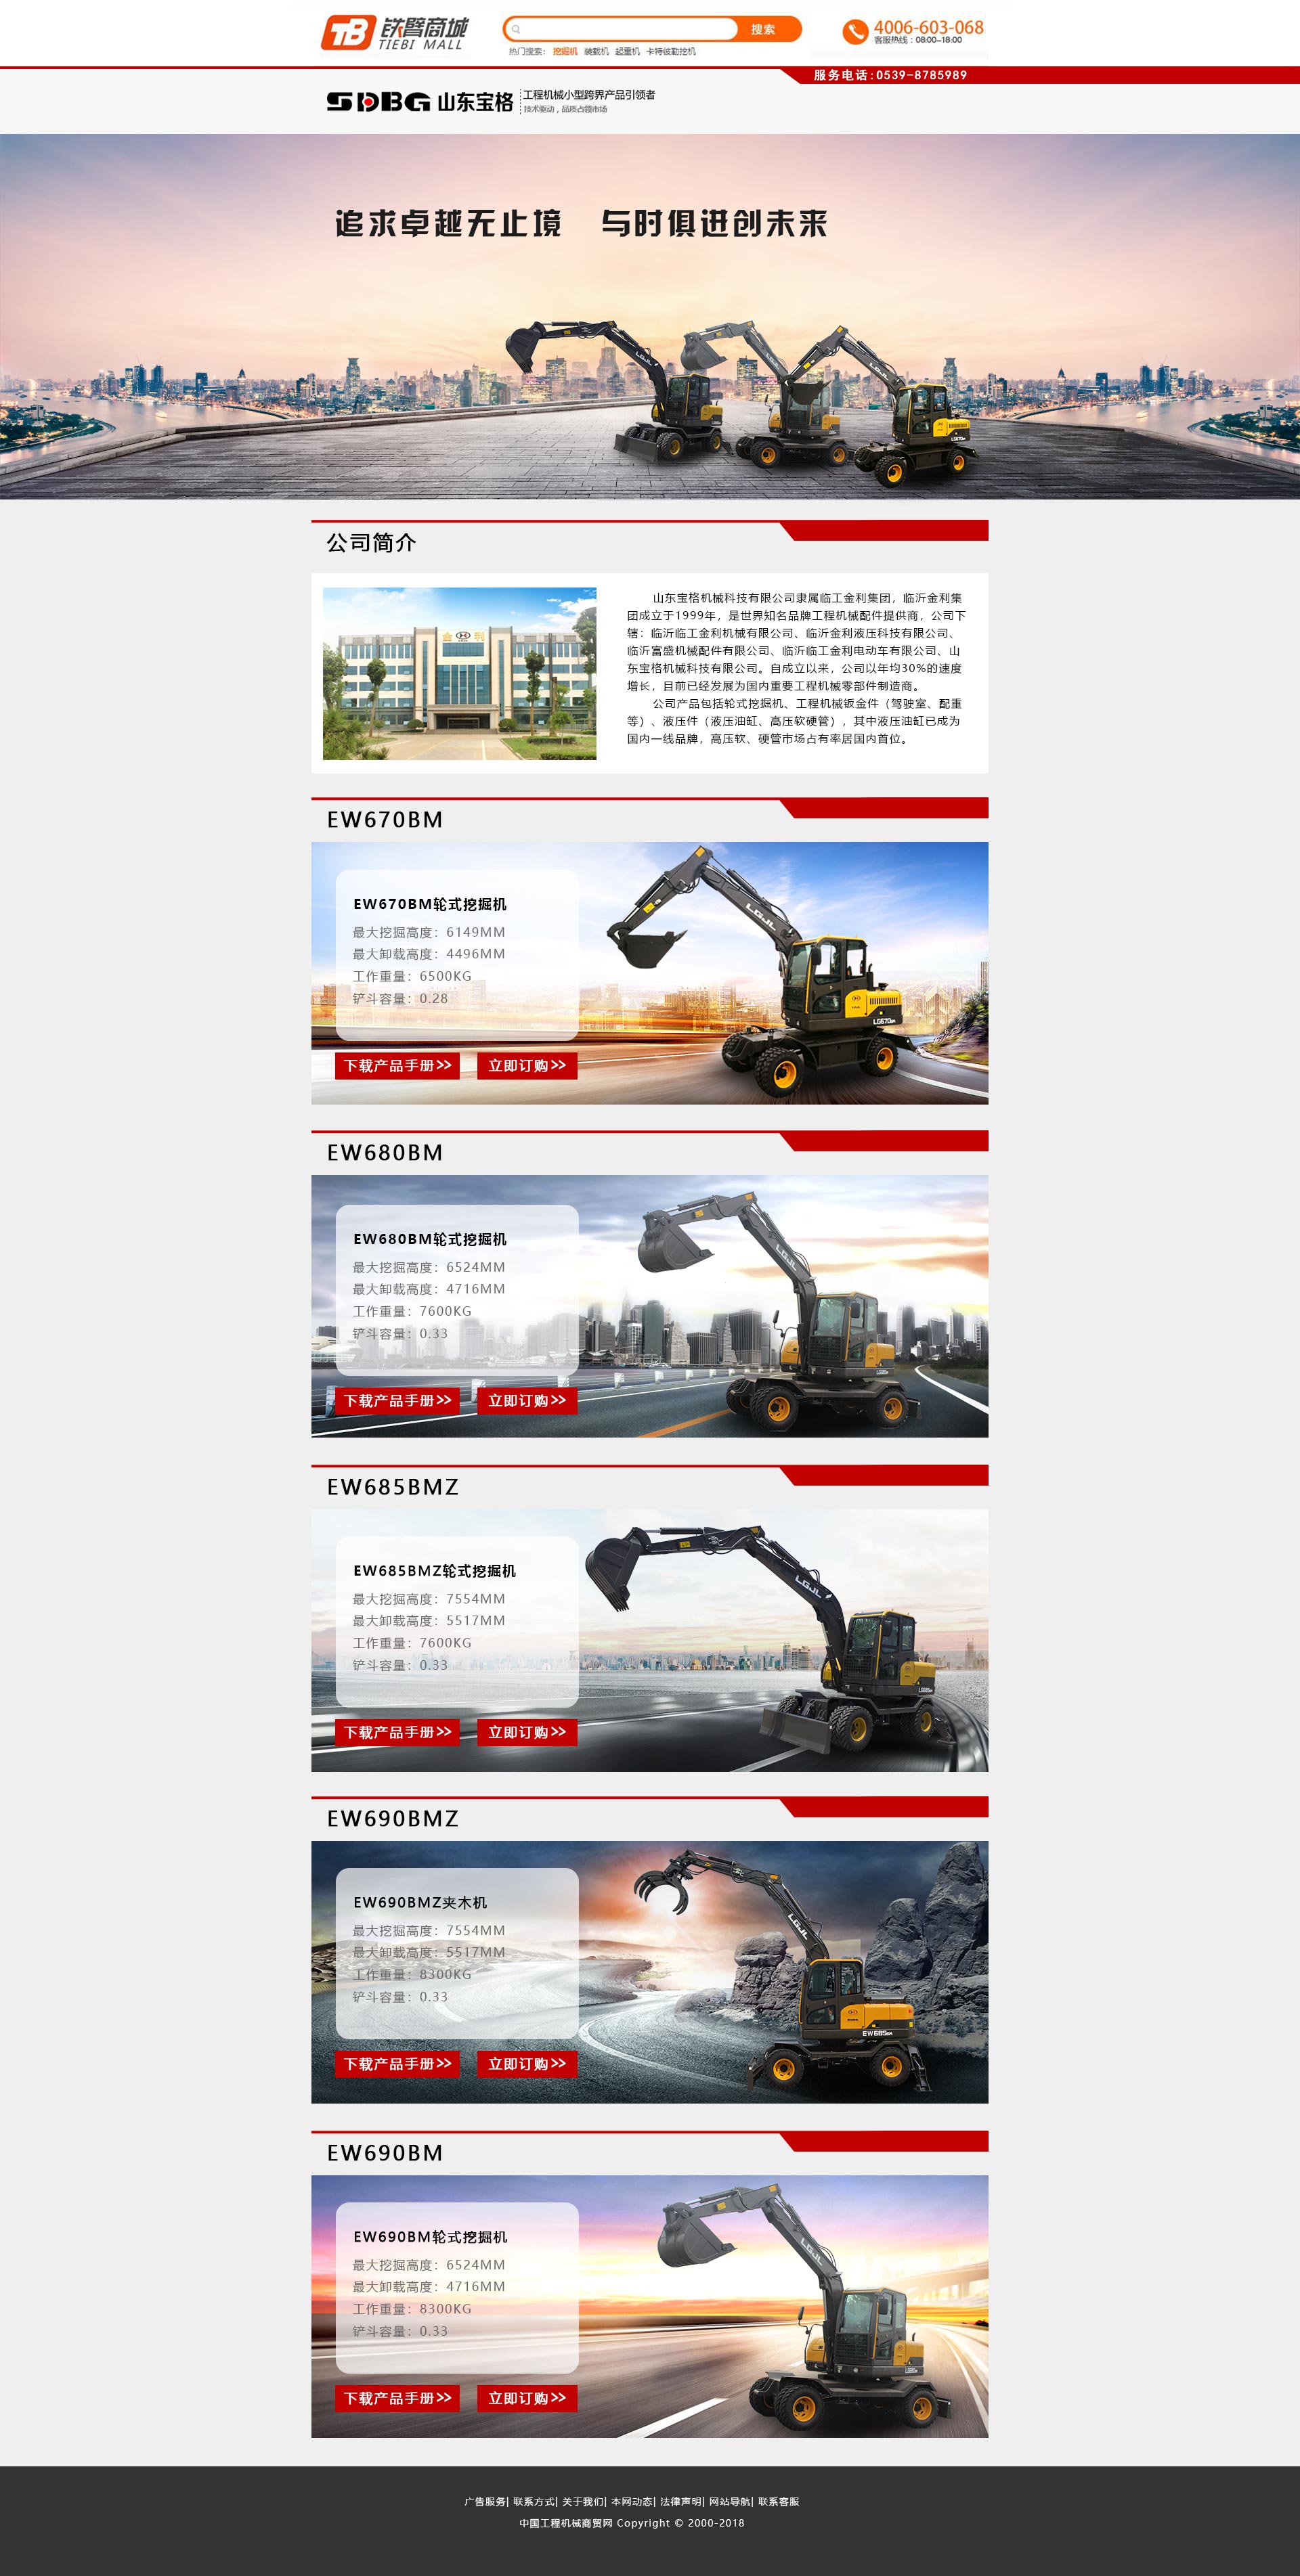 TB 铁臂商城
TIEBI MALL
搜索
热门搜索： 挖掘机 装载机 起重机 卡特彼勒挖机
4006-603-068
客服热线：08:00-18:00
服务电话:0539-8785989
SDBG 山东宝格
工程机械小型跨界产品引领者
技术驱动，品质占领市场
追求卓越无止境 与时俱进创未来
LGJL
LGJL
LG670BM
公司简介
金 利
山东宝格机械科技有限公司隶属临工金利集团，临沂金利集
团成立于1999年，是世界知名品牌工程机械配件提供商，公司下
辖：临沂临工金利机械有限公司、临沂金利液压科技有限公司、
临沂富盛机械配件有限公司、临沂临工金利电动车有限公司、山
东宝格机械科技有限公司。自成立以来，公司以年均30%的速度
增长，目前已经发展为国内重要工程机械零部件制造商。
公司产品包括轮式挖掘机、工程机械钣金件（驾驶室、配重
等）、液压件（液压油缸、高压软硬管），其中液压油缸已成为
国内一线品牌，高压软、硬管市场占有率居国内首位。
EW670BM
EW670BM轮式挖掘机
最大挖掘高度：6149MM
最大卸载高度：4496MM
工作重量：6500KG
铲斗容量：0.28
下载产品手册>>
立即订购>>
LGJL
LG670BM
EW680BM
EW680BM轮式挖掘机
最大挖掘高度：6524MM
最大卸载高度：4716MM
工作重量：7600KG
铲斗容量：0.33
下载产品手册>>
立即订购>>
LGJL
EW685BMZ
EW685BMZ轮式挖掘机
最大挖掘高度：7554MM
最大卸载高度：5517MM
工作重量：7600KG
铲斗容量：0.33
下载产品手册>>
立即订购>>
LGJL
EW690BMZ
EW690BMZ夹木机
最大挖掘高度：7554MM
最大卸载高度：5517MM
工作重量：8300KG
铲斗容量：0.33
下载产品手册>>
立即订购>>
LGJL
EW685BM
EW690BM
EW690BM轮式挖掘机
最大挖掘高度：6524MM
最大卸载高度：4716MM
工作重量：8300KG
铲斗容量：0.33
下载产品手册>>
立即订购>>
LGJL
广告服务| 联系方式| 关于我们| 本网动态| 法律声明| 网站导航| 联系客服
中国工程机械商贸网 Copyright © 2000-2018